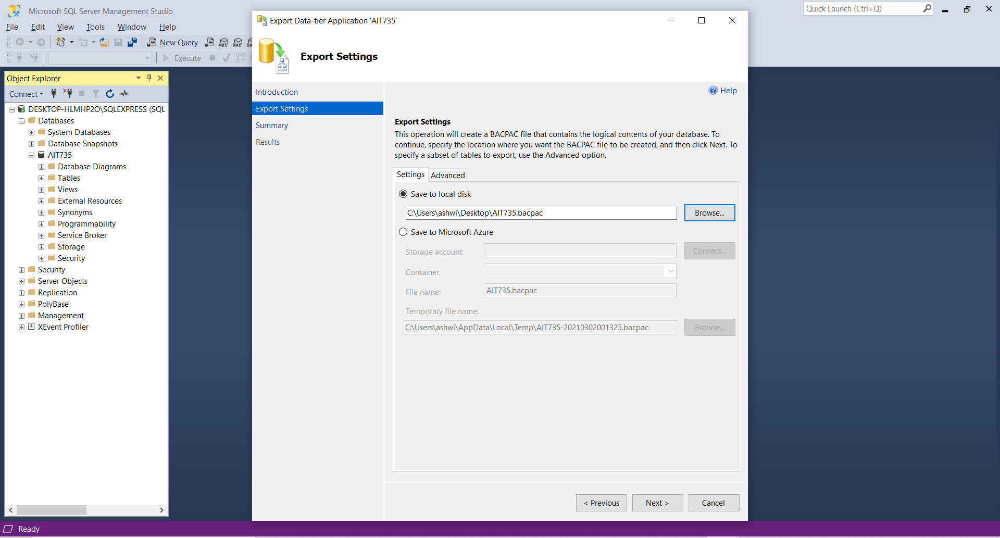 Microsoft SQL Server Management Studio
Quick Launch (Ctrl+Q)
File Edit View Tools Window Help
New Query MDX DMX XM
Execute
Object Explorer
Connect
DESKTOP-HLMHP2O\SQLEXPRESS (SQL
Databases
System Databases
Database Snapshots
AIT735
Database Diagrams
Tables
Views
External Resources
Synonyms
Programmability
Service Broker
Storage
Security
Security
Server Objects
Replication
PolyBase
Management
XEvent Profiler
Export Data-tier Application 'AIT735'
Export Settings
Introduction
Export Settings
Summary
Results
Help
Export Settings
This operation will create a BACPAC file that contains the logical contents of your database. To
continue, specify the location where you want the BACPAC file to be created, and then click Next. To
specify a subset of tables to export, use the Advanced option.
Settings Advanced
Save to local disk
C:\Users\ashwi\Desktop\AIT735.bacpac Browse...
Save to Microsoft Azure
Storage account: Connect...
Container:
File name: AIT735.bacpac
Temporary file name:
C:\Users\ashwi\AppData\Local\Temp\AIT735-20210302001325.bacpac Browse...
< Previous Next > Cancel
Ready